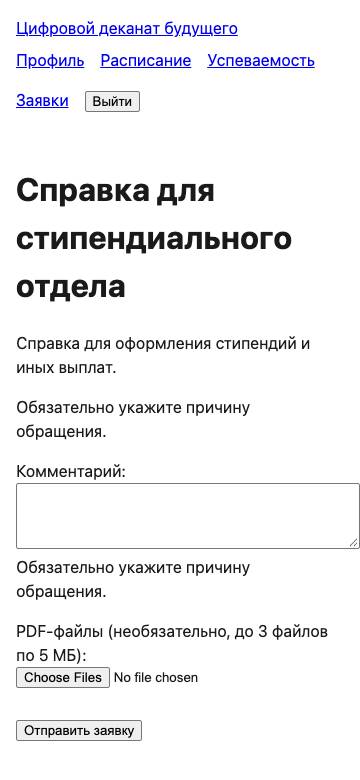 Цифровой деканат будущего
Профиль Расписание Успеваемость
Заявки Выйти
Справка для
стипендиального
отдела
Справка для оформления стипендий и
иных выплат.
Обязательно укажите причину
обращения.
Комментарий:
Обязательно укажите причину
обращения.
PDF-файлы (необязательно, до 3 файлов
по 5 МБ):
Choose Files No file chosen
Отправить заявку